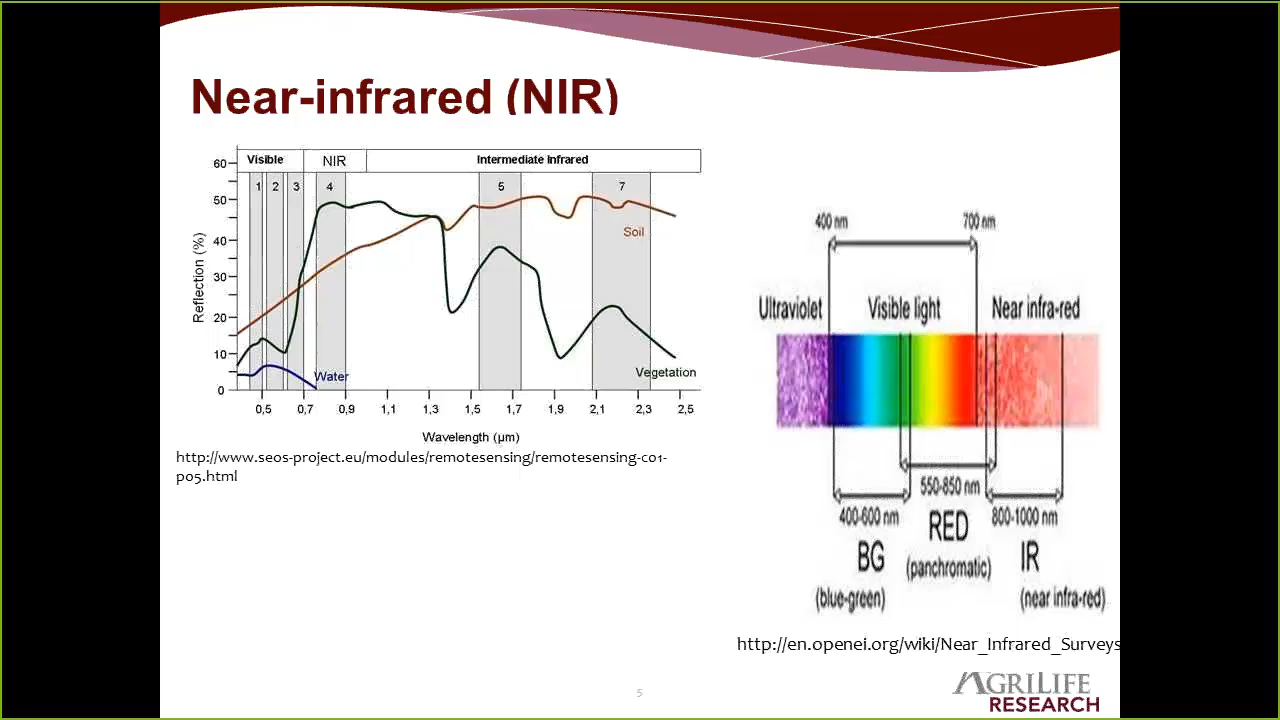 Near-infrared (NIR)
Visible NIR Intermediate Infrared
60
1 2 3 4 5 7
50
Soil
40
Reflection (%)
30
20
10
Water
Vegetation
0
0,5 0,7 0,9 1,1 1,3 1,5 1,7 1,9 2,1 2,3 2,5
Wavelength (µm)
http://www.seos-project.eu/modules/remotesensing/remotesensing-c01-
p05.html
400 nm 700 nm
Ultraviolet Visible light Near infra-red
550-850 nm
400-600 nm RED 800-1000 nm
BG (panchromatic) IR
(blue-green) (near infra-red)
http://en.openei.org/wiki/Near_Infrared_Surveys
5
AGRILIFE
RESEARCH